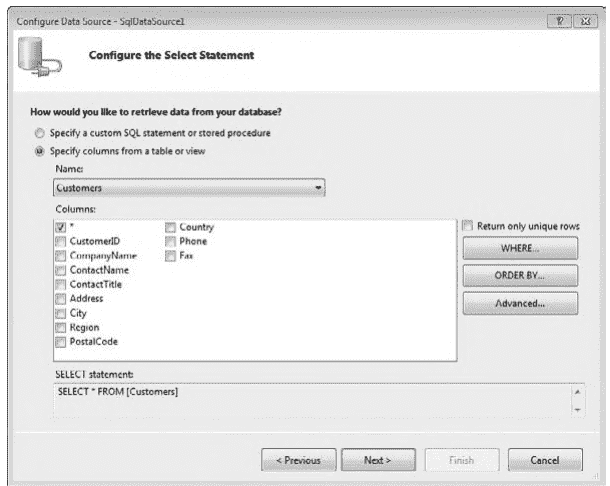 Configure Data Source - SqlDataSource1
Configure the Select Statement
How would you like to retrieve data from your database?
Specify a custom SQL statement or stored procedure
Specify columns from a table or view
Name:
Customers
Columns:
*
CustomerID
CompanyName
ContactName
ContactTitle
Address
City
Region
PostalCode
Country
Phone
Fax
Return only unique rows
WHERE...
ORDER BY...
Advanced...
SELECT statement:
SELECT * FROM [Customers]
< Previous
Next >
Finish
Cancel